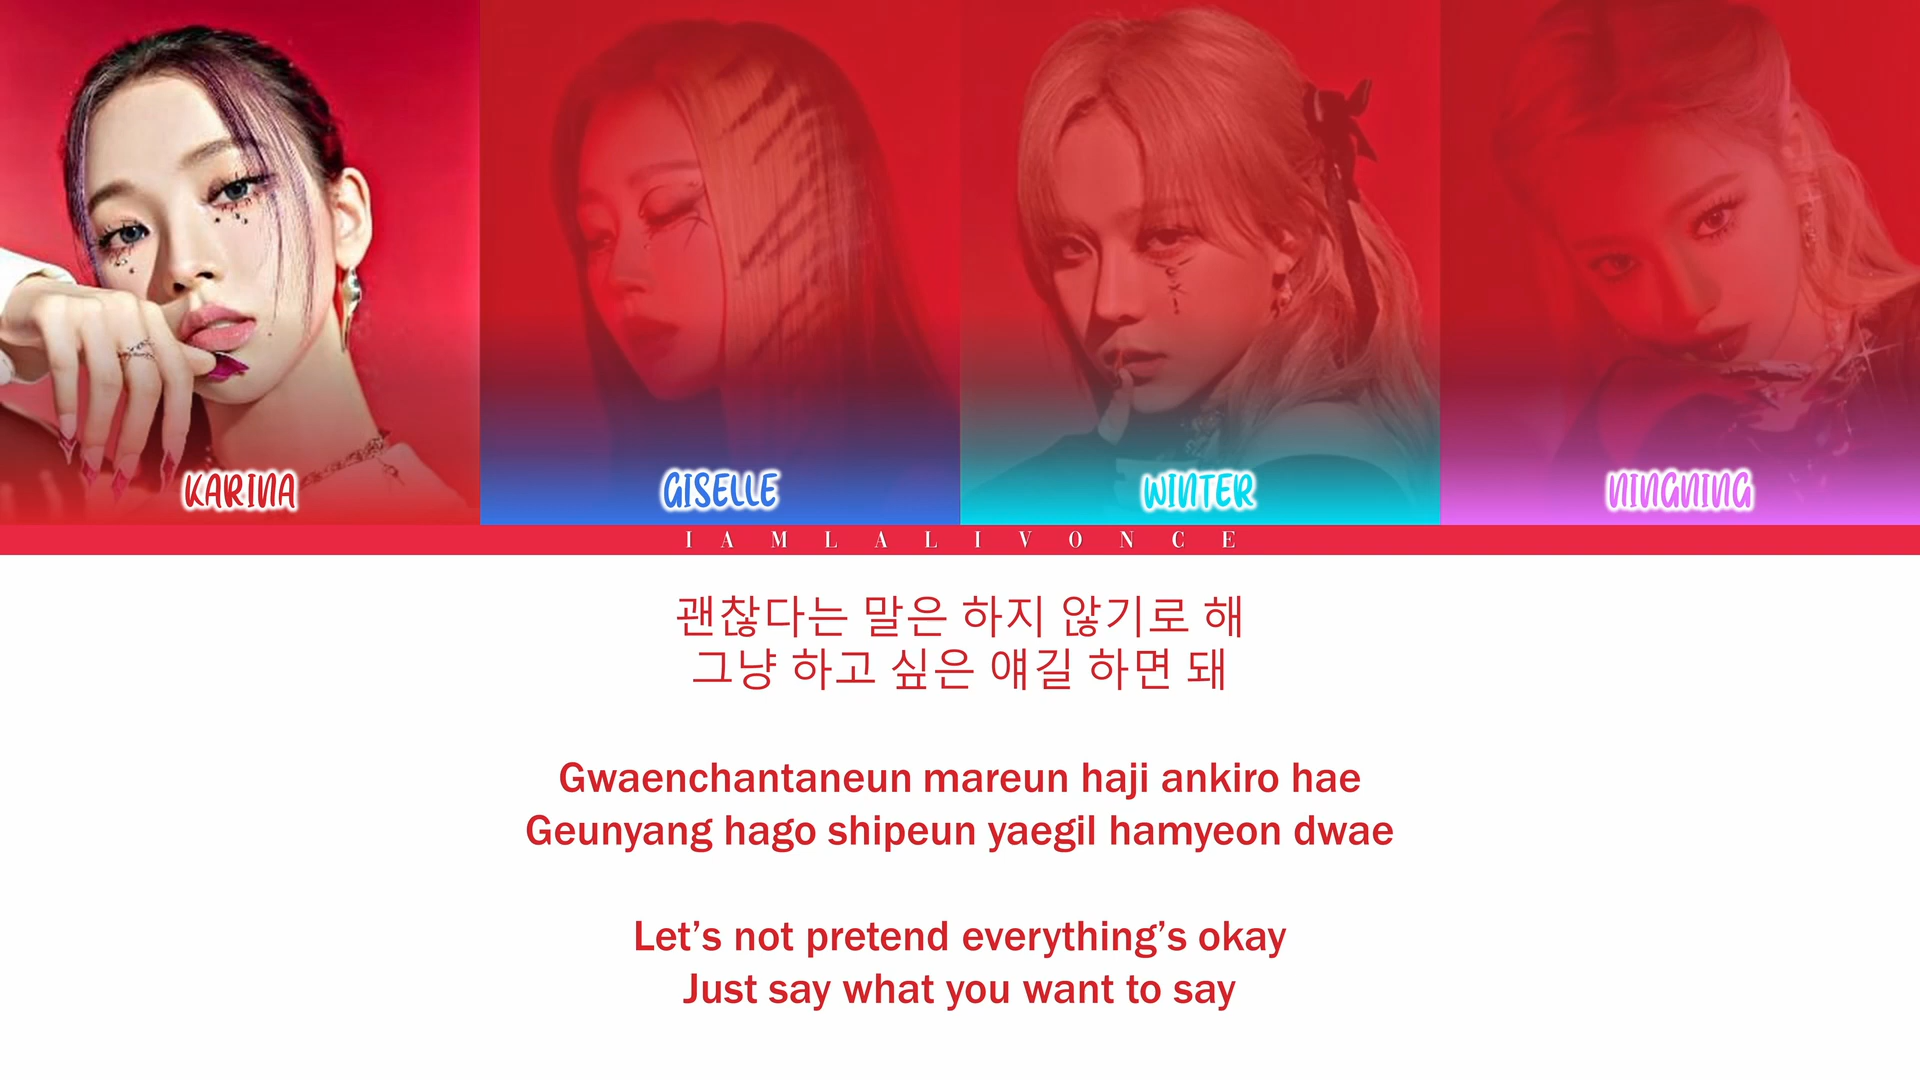 KARINA
GISELLE
WINTER
NINGNING
IAMLALIVONCE
괜찮다는 말은 하지 않기로 해
그냥 하고 싶은 얘길 하면 돼
Gwaenchantaneun mareun haji ankiro hae
Geunyang hago shipeun yaegil hamyeon dwae
Let’s not pretend everything’s okay
Just say what you want to say